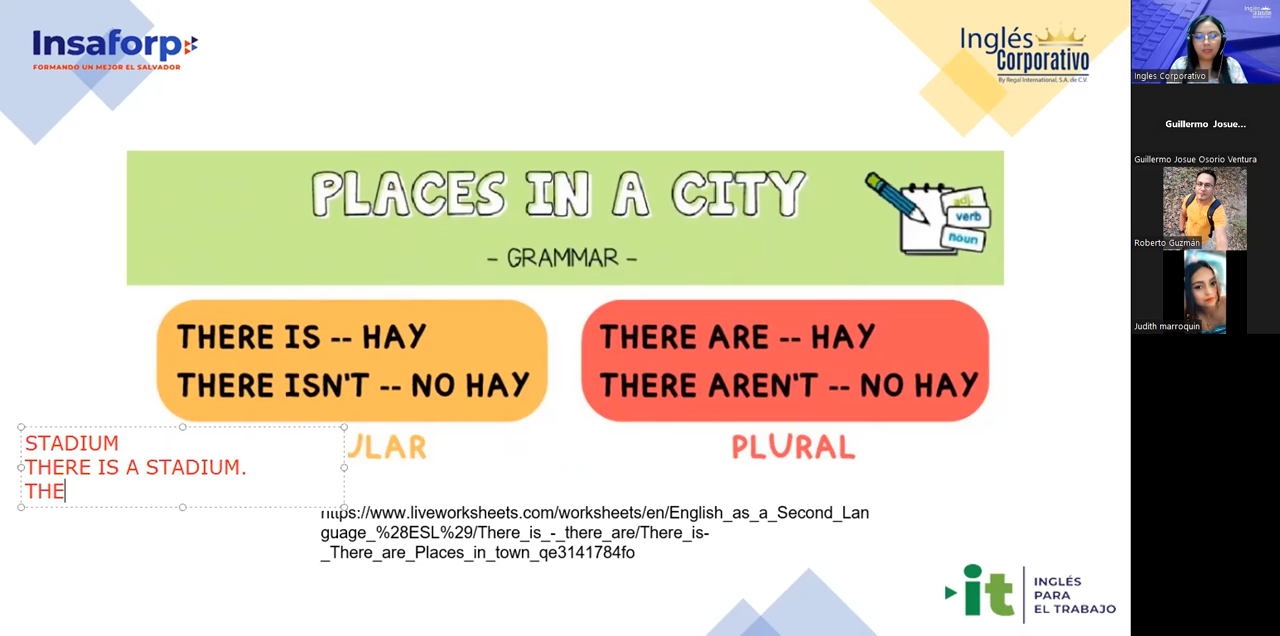 Insaforp
FORMANDO UN MEJOR EL SALVADOR
Inglés
Corporativo
By Regal International, S.A. de C.V.
PLACES IN A CITY
- GRAMMAR -
adj.
verb
noun
THERE IS -- HAY
THERE ISN'T -- NO HAY
THERE ARE -- HAY
THERE AREN'T -- NO HAY
STADIUM
THERE IS A STADIUM.
THE
ULAR
PLURAL
https://www.liveworksheets.com/worksheets/en/English_as_a_Second_Lan
guage_%28ESL%29/There_is_-_there_are/There_is-
_There_are_Places_in_town_qe3141784fo
it
INGLÉS
PARA
EL TRABAJO
Ingles Corporativo
Guillermo Josue...
Guillermo Josue Osorio Ventura
Roberto Guzmán
Judith marroquin